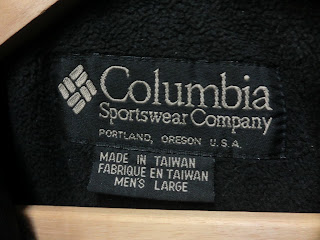 Columbia
Sportswear Company
PORTLAND, OREGON U.S.A.
MADE IN TAIWAN
FABRIQUE EN TAIWAN
MEN'S LARGE